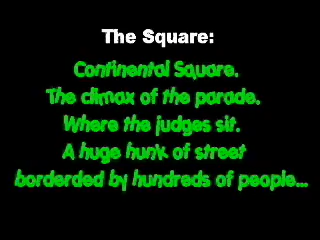 The Square:
Continental Square.
The climax of the parade.
Where the judges sit.
A huge hunk of street
borderded by hundreds of people...